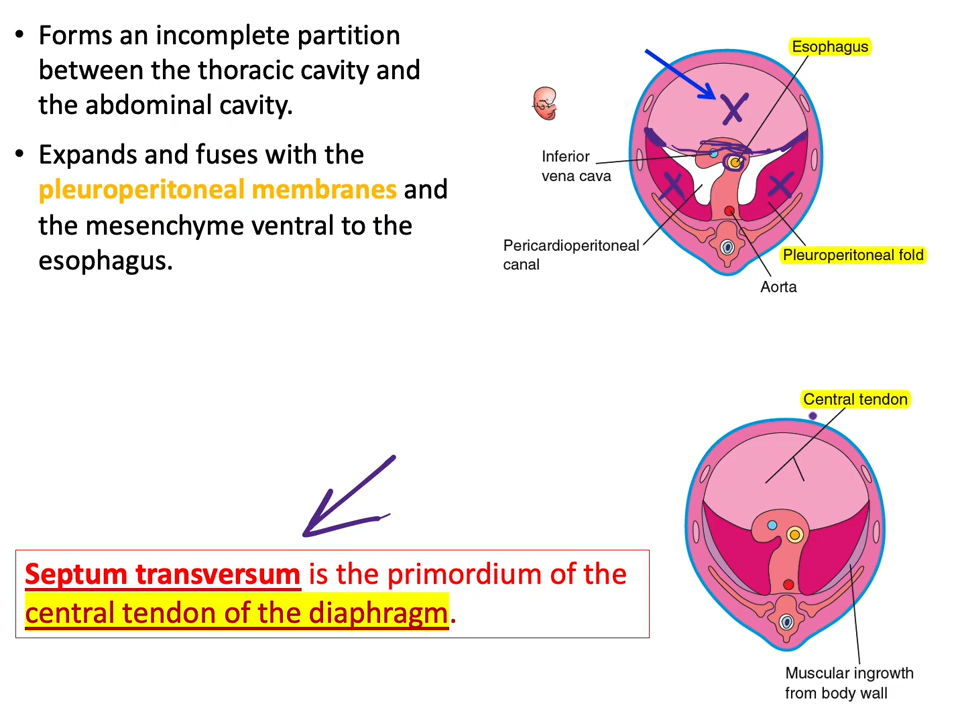 • Forms an incomplete partition
between the thoracic cavity and
the abdominal cavity.
• Expands and fuses with the
pleuroperitoneal membranes and
the mesenchyme ventral to the
esophagus.
Esophagus
Inferior
vena cava
Pericardioperitoneal
canal
Pleuroperitoneal fold
Aorta
Central tendon
Septum transversum is the primordium of the
central tendon of the diaphragm.
Muscular ingrowth
from body wall